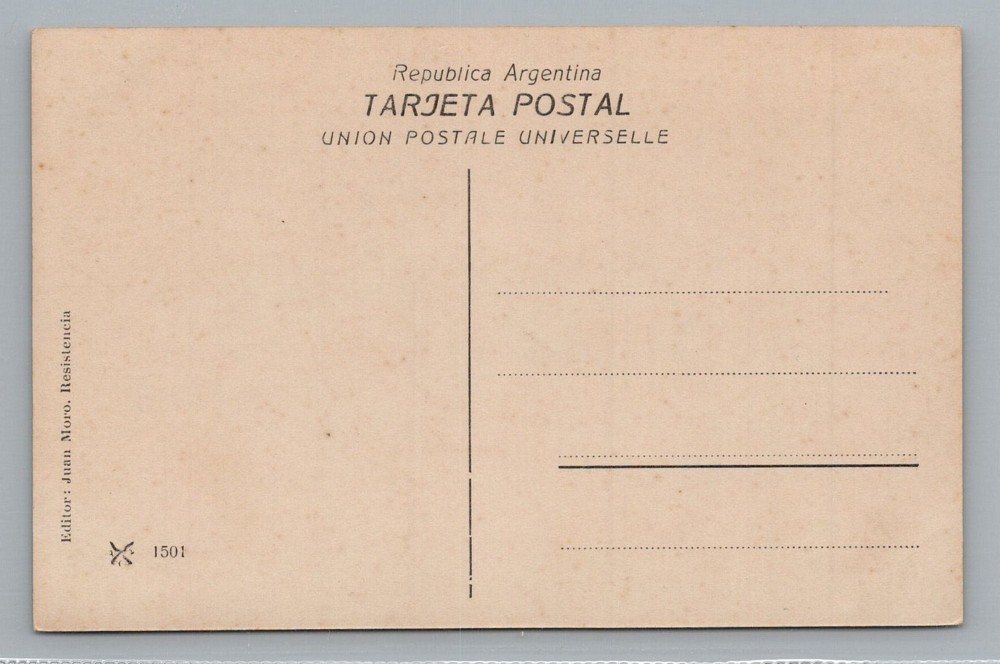 Republica Argentina
TARJETA POSTAL
UNION POSTALE UNIVERSELLE
Editor: Juan Moro. Resistencia
1501